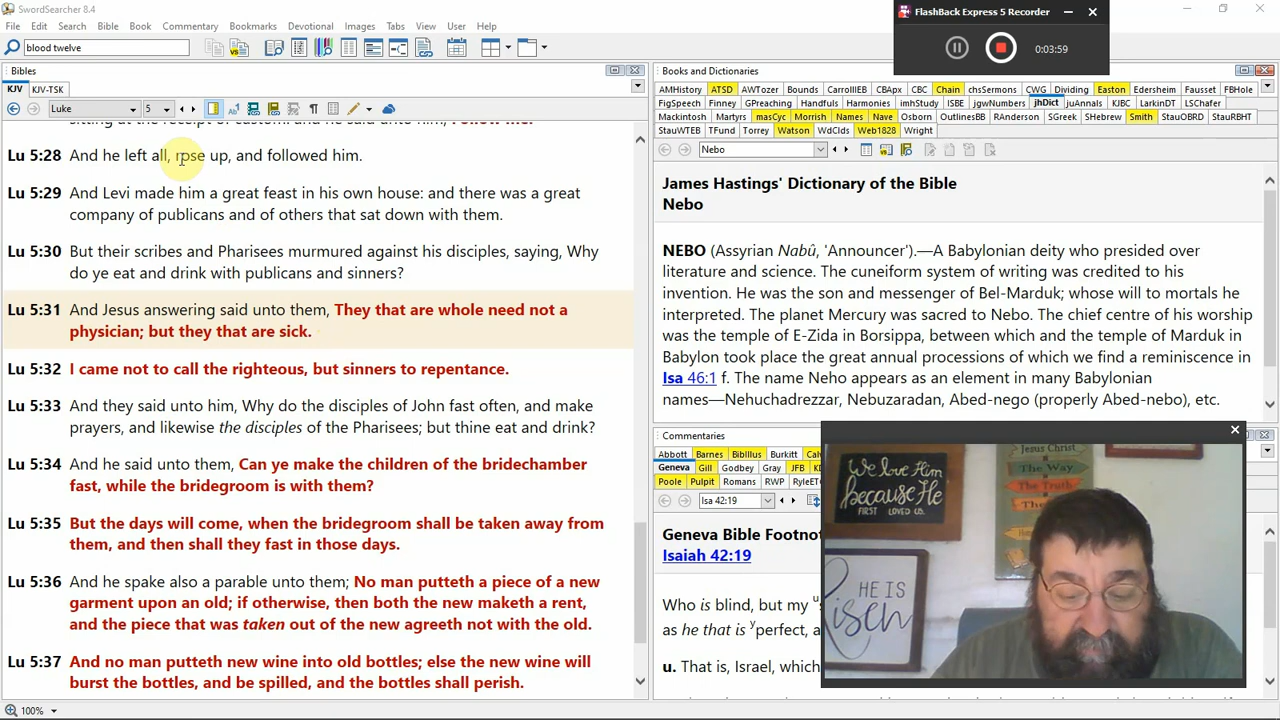 SwordSearcher 8.4
File Edit Search Bible Book Commentary Bookmarks Devotional Images Tabs View User Help
blood twelve
FlashBack Express 5 Recorder
0:03:59
Bibles
KJV KJV-TSK
Luke 5
sitting at the receipt of custom: and he said unto him, Follow me.
Lu 5:28 And he left all, rose up, and followed him.
Lu 5:29 And Levi made him a great feast in his own house: and there was a great
company of publicans and of others that sat down with them.
Lu 5:30 But their scribes and Pharisees murmured against his disciples, saying, Why
do ye eat and drink with publicans and sinners?
Lu 5:31 And Jesus answering said unto them, They that are whole need not a
physician; but they that are sick.
Lu 5:32 I came not to call the righteous, but sinners to repentance.
Lu 5:33 And they said unto him, Why do the disciples of John fast often, and make
prayers, and likewise the disciples of the Pharisees; but thine eat and drink?
Lu 5:34 And he said unto them, Can ye make the children of the bridechamber
fast, while the bridegroom is with them?
Lu 5:35 But the days will come, when the bridegroom shall be taken away from
them, and then shall they fast in those days.
Lu 5:36 And he spake also a parable unto them; No man putteth a piece of a new
garment upon an old; if otherwise, then both the new maketh a rent,
and the piece that was taken out of the new agreeth not with the old.
Lu 5:37 And no man putteth new wine into old bottles; else the new wine will
burst the bottles, and be spilled, and the bottles shall perish.
100%
Books and Dictionaries
AMHistory ATSD AWTozer Bounds CarrollEB CAPBx CBC Chain chsSermons CWG Dividing Easton Edersheim Fausset FBHole
FigSpeech Finney GPreaching Handfuls Harmonies imhStudy ISBE jgwNumbers jhDict juAnnals KJBC LarkinDT LSChafer
Mackintosh Martyrs masCyc Morrish Names Nave Osborn OutlinesBB RAnderson SGreek SHebrew Smith StauOBRD StauRBHT
StauWTEB TFund Torrey Watson WdClds Web1828 Wright
Nebo
James Hastings' Dictionary of the Bible
Nebo
NEBO (Assyrian Nabû, 'Announcer').—A Babylonian deity who presided over
literature and science. The cuneiform system of writing was credited to his
invention. He was the son and messenger of Bel-Marduk; whose will to mortals he
interpreted. The planet Mercury was sacred to Nebo. The chief centre of his worship
was the temple of E-Zida in Borsippa, between which and the temple of Marduk in
Babylon took place the great annual processions of which we find a reminiscence in
Isa 46:1 f. The name Neho appears as an element in many Babylonian
names—Nehuchadrezzar, Nebuzaradan, Abed-nego (properly Abed-nebo), etc.
Commentaries
Abbott Barnes BibIllus Burkitt
Geneva Gill Godbey Gray JFB
Poole Pulpit Romans RWP
Isa 42:19
Geneva Bible Footno
Isaiah 42:19
Who is blind, but my u
as he that is y perfect, a
u. That is, Israel, which
We love Him
because He
FIRST LOVED US.
Jesus Christ
The Way
The Truth
HE IS
Risen